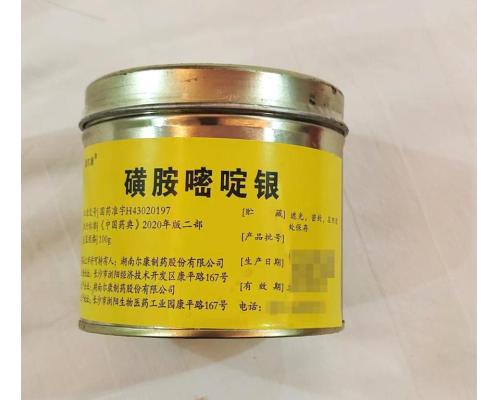 磺胺嘧啶银
国药准字H43020197
《中国药典》2020年版二部
100g
有人：湖南尔康制药股份有限公司
长沙市浏阳经济技术开发区康平路167号
湖南尔康制药股份有限公司
长沙市浏阳生物医药工业园康平路167号
[贮 藏] 遮光，密封，在阴凉
处保存
[产品批号]
[生产日期]
[有 效 期]
电话：